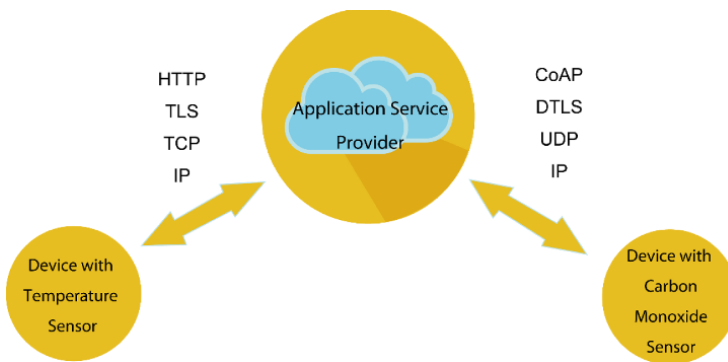 HTTP
TLS
TCP
IP
Application Service
Provider
CoAP
DTLS
UDP
IP
Device with
Temperature
Sensor
Device with
Carbon
Monoxide
Sensor